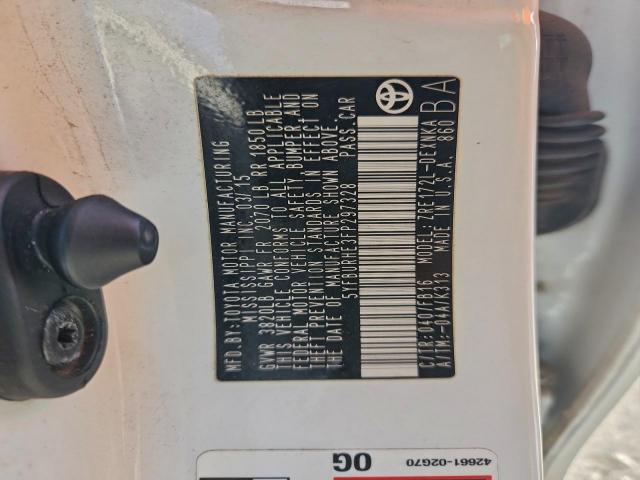 MFD. BY: TOYOTA MOTOR MANUFACTURING
MISSISSIPPI, INC. 03/15
GVWR 3820LB GAWR FR 2070 LB RR 1850 LB
THIS VEHICLE CONFORMS TO ALL APPLICABLE
FEDERAL MOTOR VEHICLE SAFETY, BUMPER, AND
THEFT PREVENTION STANDARDS IN EFFECT ON
THE DATE OF MANUFACTURE SHOWN ABOVE.
5YFBURHE3FP297328 PASS.CAR
C/TR:040/FB16 MODEL: ZRE172L-DEXNKA
A/TM:-04A/K313 MADE IN U.S.A. 860
BA
42661-02G70
OG